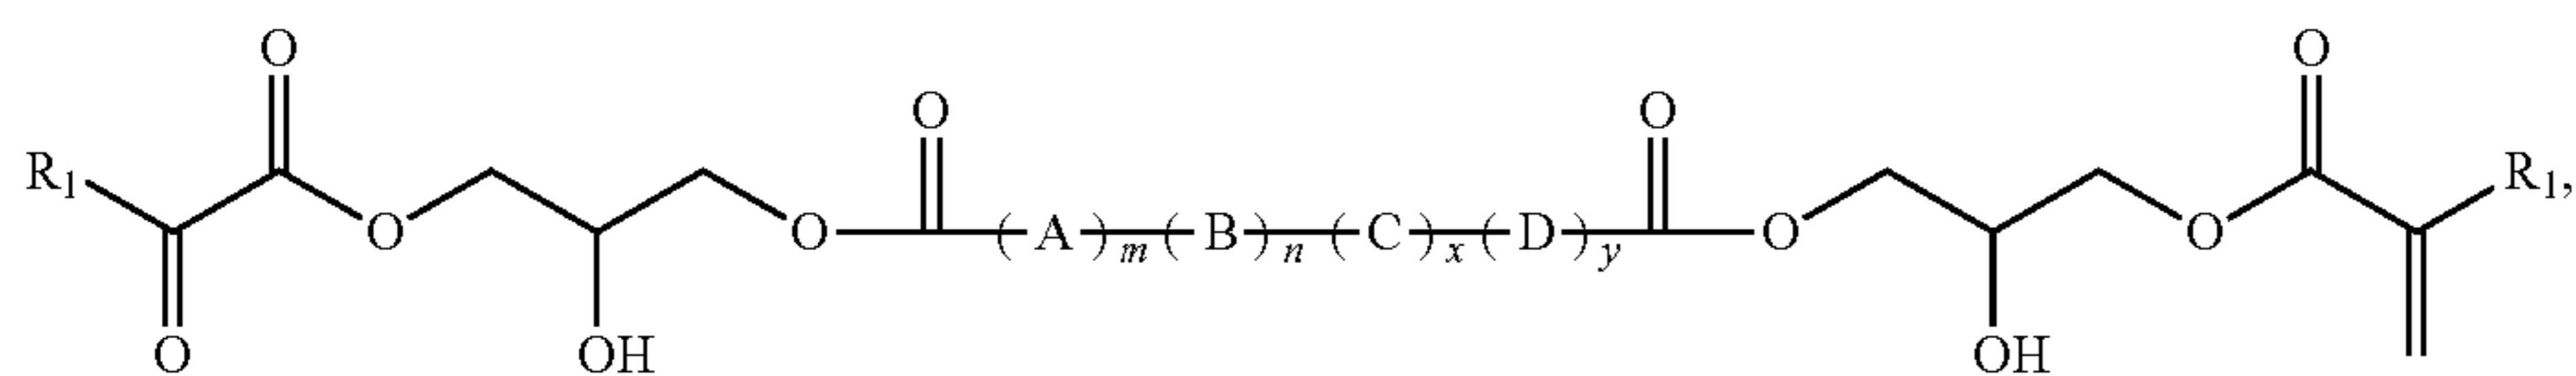 O O O O
R1 O O (A)m(B)n(C)x(D)y O O R1,
O OH OH